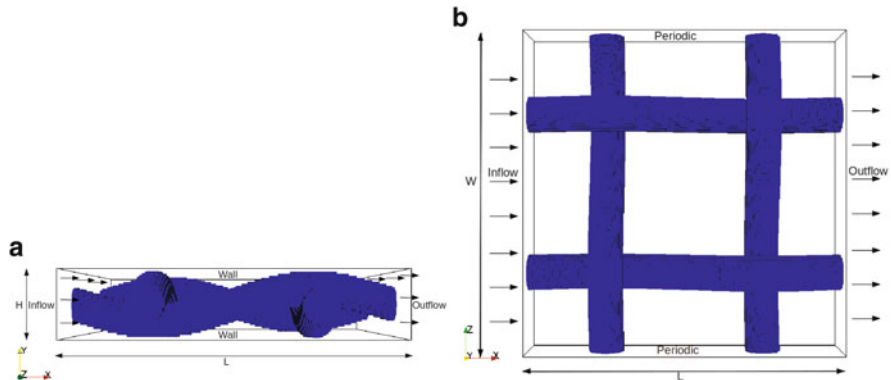 a
Wall
H
Inflow
Outflow
Wall
L
Y
Z
X
b
Periodic
W
Inflow
Outflow
Periodic
L
Z
Y
X